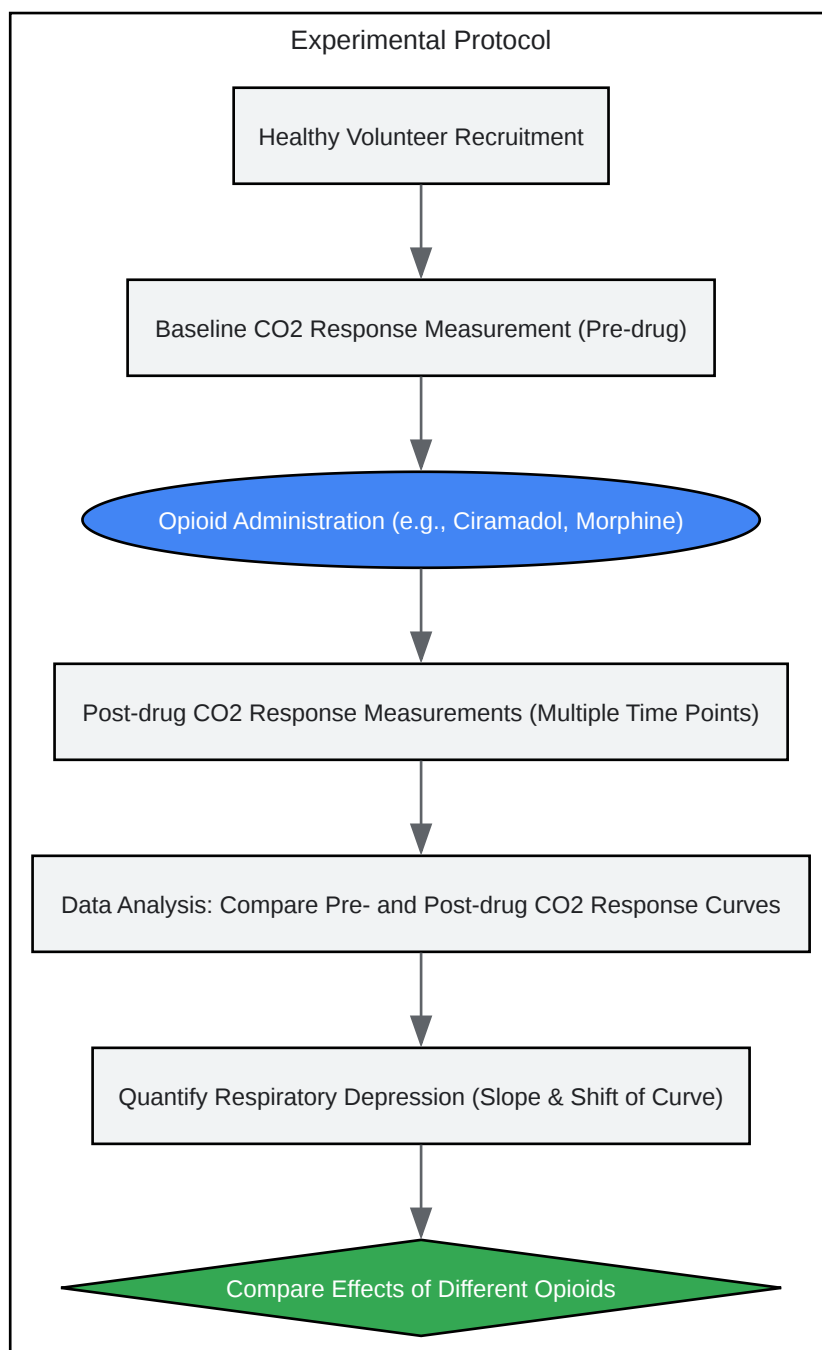 Experimental Protocol
Healthy Volunteer Recruitment
Baseline CO2 Response Measurement (Pre-drug)
Opioid Administration (e.g., Ciramadol, Morphine)
Post-drug CO2 Response Measurements (Multiple Time Points)
Data Analysis: Compare Pre- and Post-drug CO2 Response Curves
Quantify Respiratory Depression (Slope & Shift of Curve)
Compare Effects of Different Opioids